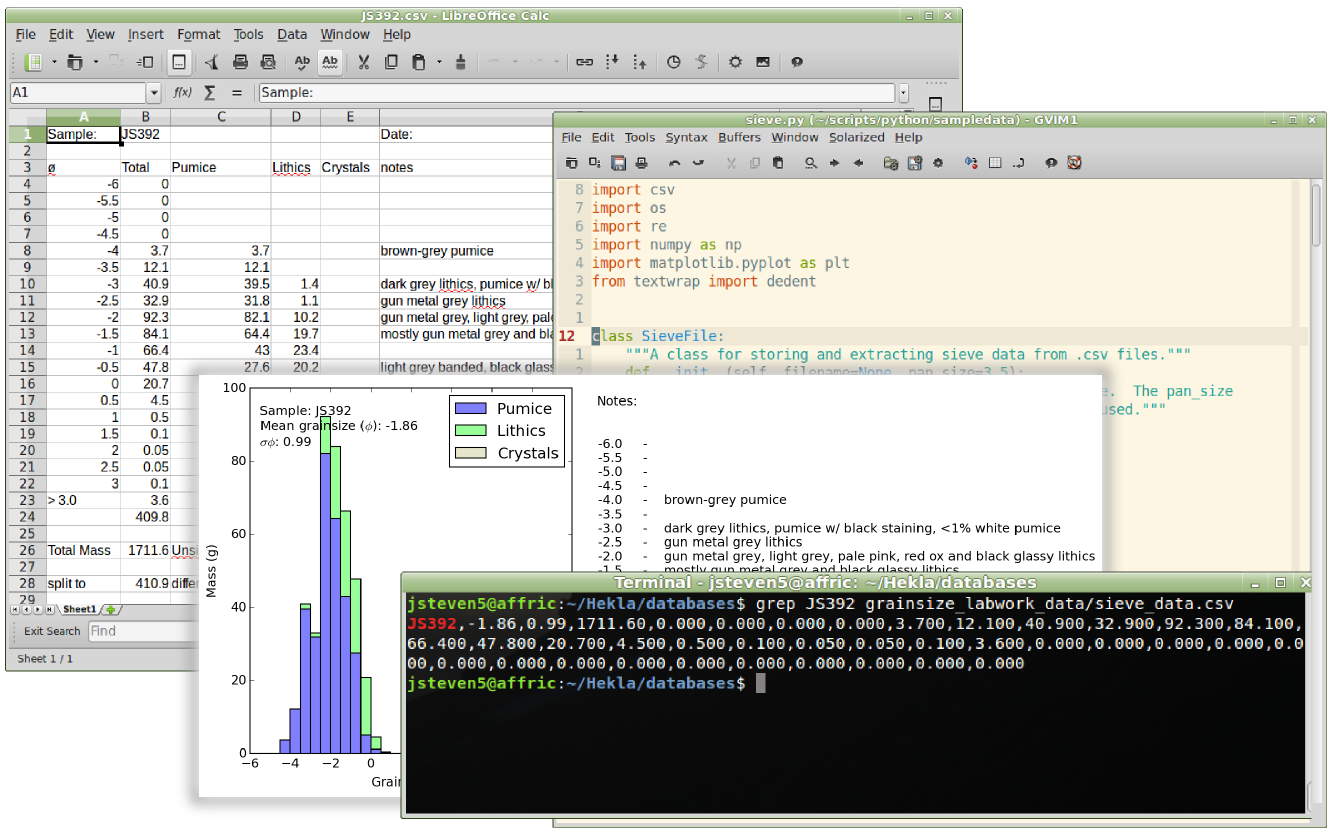 JS392.csv - LibreOffice Calc
File Edit View Insert Format Tools Data Window Help
A1 f(x) Σ = Sample:
A B C D E
1 Sample: JS392 Date:
2
3 ø Total Pumice Lithics Crystals notes
4 -6 0
5 -5.5 0
6 -5 0
7 -4.5 0
8 -4 3.7 3.7 brown-grey pumice
9 -3.5 12.1 12.1
10 -3 40.9 39.5 1.4 dark grey lithics, pumice w/ bl
11 -2.5 32.9 31.8 1.1 gun metal grey lithics
12 -2 92.3 82.1 10.2 gun metal grey, light grey, pale
13 -1.5 84.1 64.4 19.7 mostly gun metal grey and bla
14 -1 66.4 43 23.4
15 -0.5 47.8 27.6 20.2 light grey banded, black glass
16 0 20.7
17 0.5 4.5
18 1 0.5
19 1.5 0.1
20 2 0.05
21 2.5 0.05
22 3 0.1
23 > 3.0 3.6
24 409.8
25
26 Total Mass 1711.6 Unsi
27
28 split to 410.9 diffe
29
Sheet1
Exit Search Find
Sheet 1 / 1
sieve.py (~/scripts/python/sampledata) - GVIM1
File Edit Tools Syntax Buffers Window Solarized Help
8 import csv
7 import os
6 import re
5 import numpy as np
4 import matplotlib.pyplot as plt
3 from textwrap import dedent
2
1
12 class SieveFile:
1 """A class for storing and extracting sieve data from .csv files."""
2 def __init__(self, filename=None, pan_size=3.5):
e. The pan_size
used."""
100
80
60
40
20
0
Mass (g)
−6 −4 −2 0
Grain
Sample: JS392
Mean grainsize (ϕ): -1.86
σϕ: 0.99
Pumice
Lithics
Crystals
Notes:
-6.0 -
-5.5 -
-5.0 -
-4.5 -
-4.0 - brown-grey pumice
-3.5 -
-3.0 - dark grey lithics, pumice w/ black staining, <1% white pumice
-2.5 - gun metal grey lithics
-2.0 - gun metal grey, light grey, pale pink, red ox and black glassy lithics
-1.5 - mostly gun metal grey and black glassy lithics
Terminal - jsteven5@affric: ~/Hekla/databases
jsteven5@affric:~/Hekla/databases$ grep JS392 grainsize_labwork_data/sieve_data.csv
JS392,-1.86,0.99,1711.60,0.000,0.000,0.000,0.000,3.700,12.100,40.900,32.900,92.300,84.100,
66.400,47.800,20.700,4.500,0.500,0.100,0.050,0.050,0.100,3.600,0.000,0.000,0.000,0.000,0.0
00,0.000,0.000,0.000,0.000,0.000,0.000,0.000,0.000,0.000,0.000
jsteven5@affric:~/Hekla/databases$